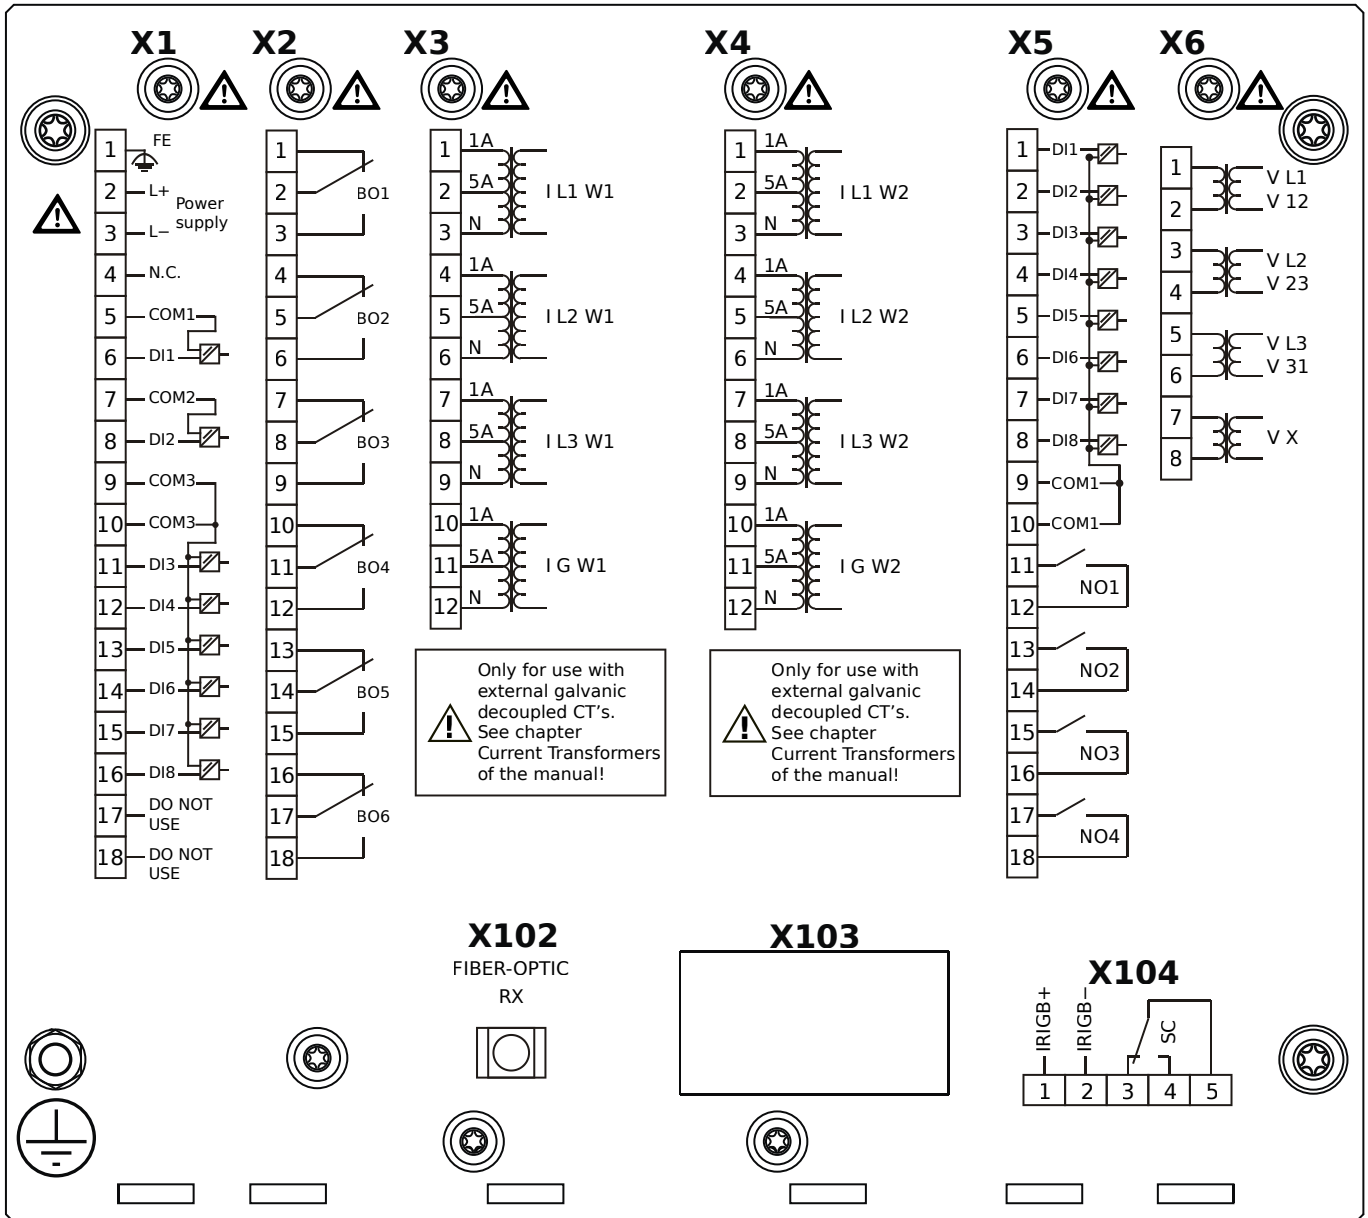 X1
X2
X3
X4
X5
X6
1
FE
2
L+
Power
supply
3
L−
4
N.C.
5
COM1
6
DI1
7
COM2
8
DI2
9
COM3
10
COM3
11
DI3
12
DI4
13
DI5
14
DI6
15
DI7
16
DI8
17
DO NOT
USE
18
DO NOT
USE
1
2
BO1
3
4
5
BO2
6
7
8
BO3
9
10
11
BO4
12
13
14
BO5
15
16
17
BO6
18
1
1A
2
5A
I L1 W1
3
N
4
1A
5
5A
I L2 W1
6
N
7
1A
8
5A
I L3 W1
9
N
10
1A
11
5A
I G W1
12
N
Only for use with
external galvanic
decoupled CT's.
See chapter
Current Transformers
of the manual!
1
1A
2
5A
I L1 W2
3
N
4
1A
5
5A
I L2 W2
6
N
7
1A
8
5A
I L3 W2
9
N
10
1A
11
5A
I G W2
12
N
Only for use with
external galvanic
decoupled CT's.
See chapter
Current Transformers
of the manual!
1
DI1
2
DI2
3
DI3
4
DI4
5
DI5
6
DI6
7
DI7
8
DI8
9
COM1
10
COM1
11
NO1
12
13
NO2
14
15
NO3
16
17
NO4
18
1
V L1
2
V 12
3
V L2
4
V 23
5
V L3
6
V 31
7
V X
8
X102
FIBER-OPTIC
RX
X103
X104
IRIGB+
IRIGB−
SC
1 2 3 4 5